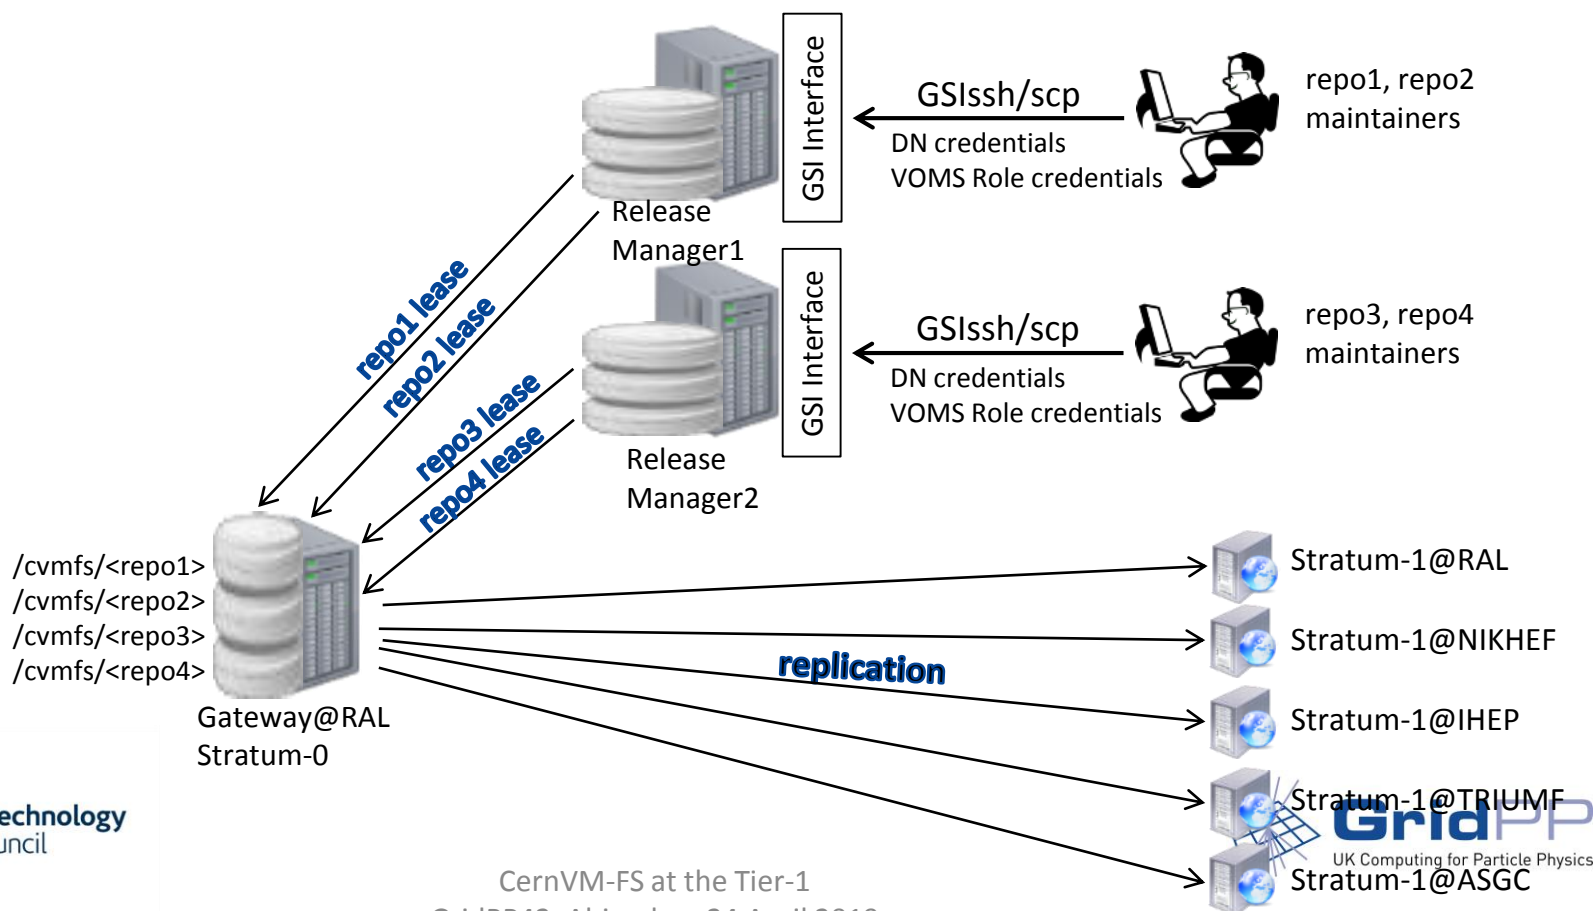 GSI Interface
GSIssh/scp
DN credentials
VOMS Role credentials
repo1, repo2
maintainers
Release
Manager1
repo1 lease
repo2 lease
GSI Interface
GSIssh/scp
DN credentials
VOMS Role credentials
repo3, repo4
maintainers
Release
Manager2
repo3 lease
repo4 lease
/cvmfs/<repo1>
/cvmfs/<repo2>
/cvmfs/<repo3>
/cvmfs/<repo4>
Gateway@RAL
Stratum-0
replication
Stratum-1@RAL
Stratum-1@NIKHEF
Stratum-1@IHEP
Stratum-1@TRIUMF
Stratum-1@ASGC
echnology
uncil
GridPP
UK Computing for Particle Physics
CernVM-FS at the Tier-1